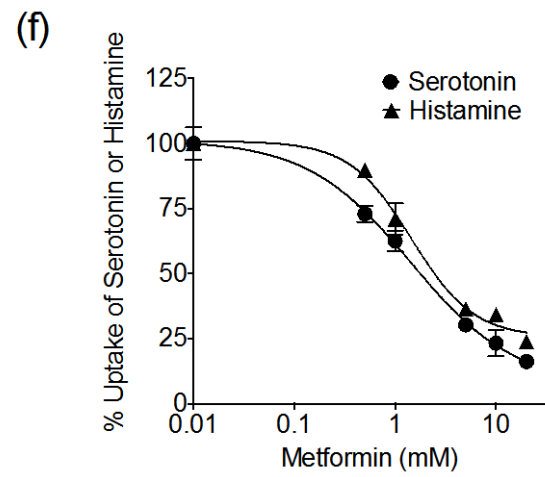 (f)
% Uptake of Serotonin or Histamine
125
100
75
50
25
0
Serotonin
Histamine
0.01
0.1
1
10
Metformin (mM)